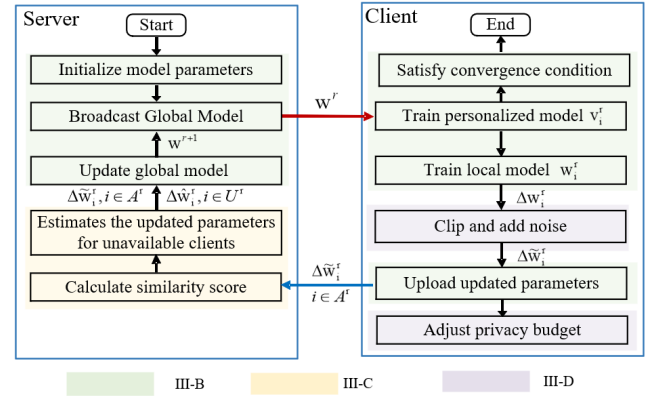 Server
Start
Initialize model parameters
Broadcast Global Model
w^{r+1}
Update global model
Δw̃_i^r, i∈A^r Δŵ_i^r, i∈U^r
Estimates the updated parameters
for unavailable clients
Calculate similarity score
w^r
Δw̃_i^r
i∈A^r
Client
End
Satisfy convergence condition
Train personalized model v_i^r
Train local model w_i^r
Δw_i^r
Clip and add noise
Δw̃_i^r
Upload updated parameters
Adjust privacy budget
III-B
III-C
III-D